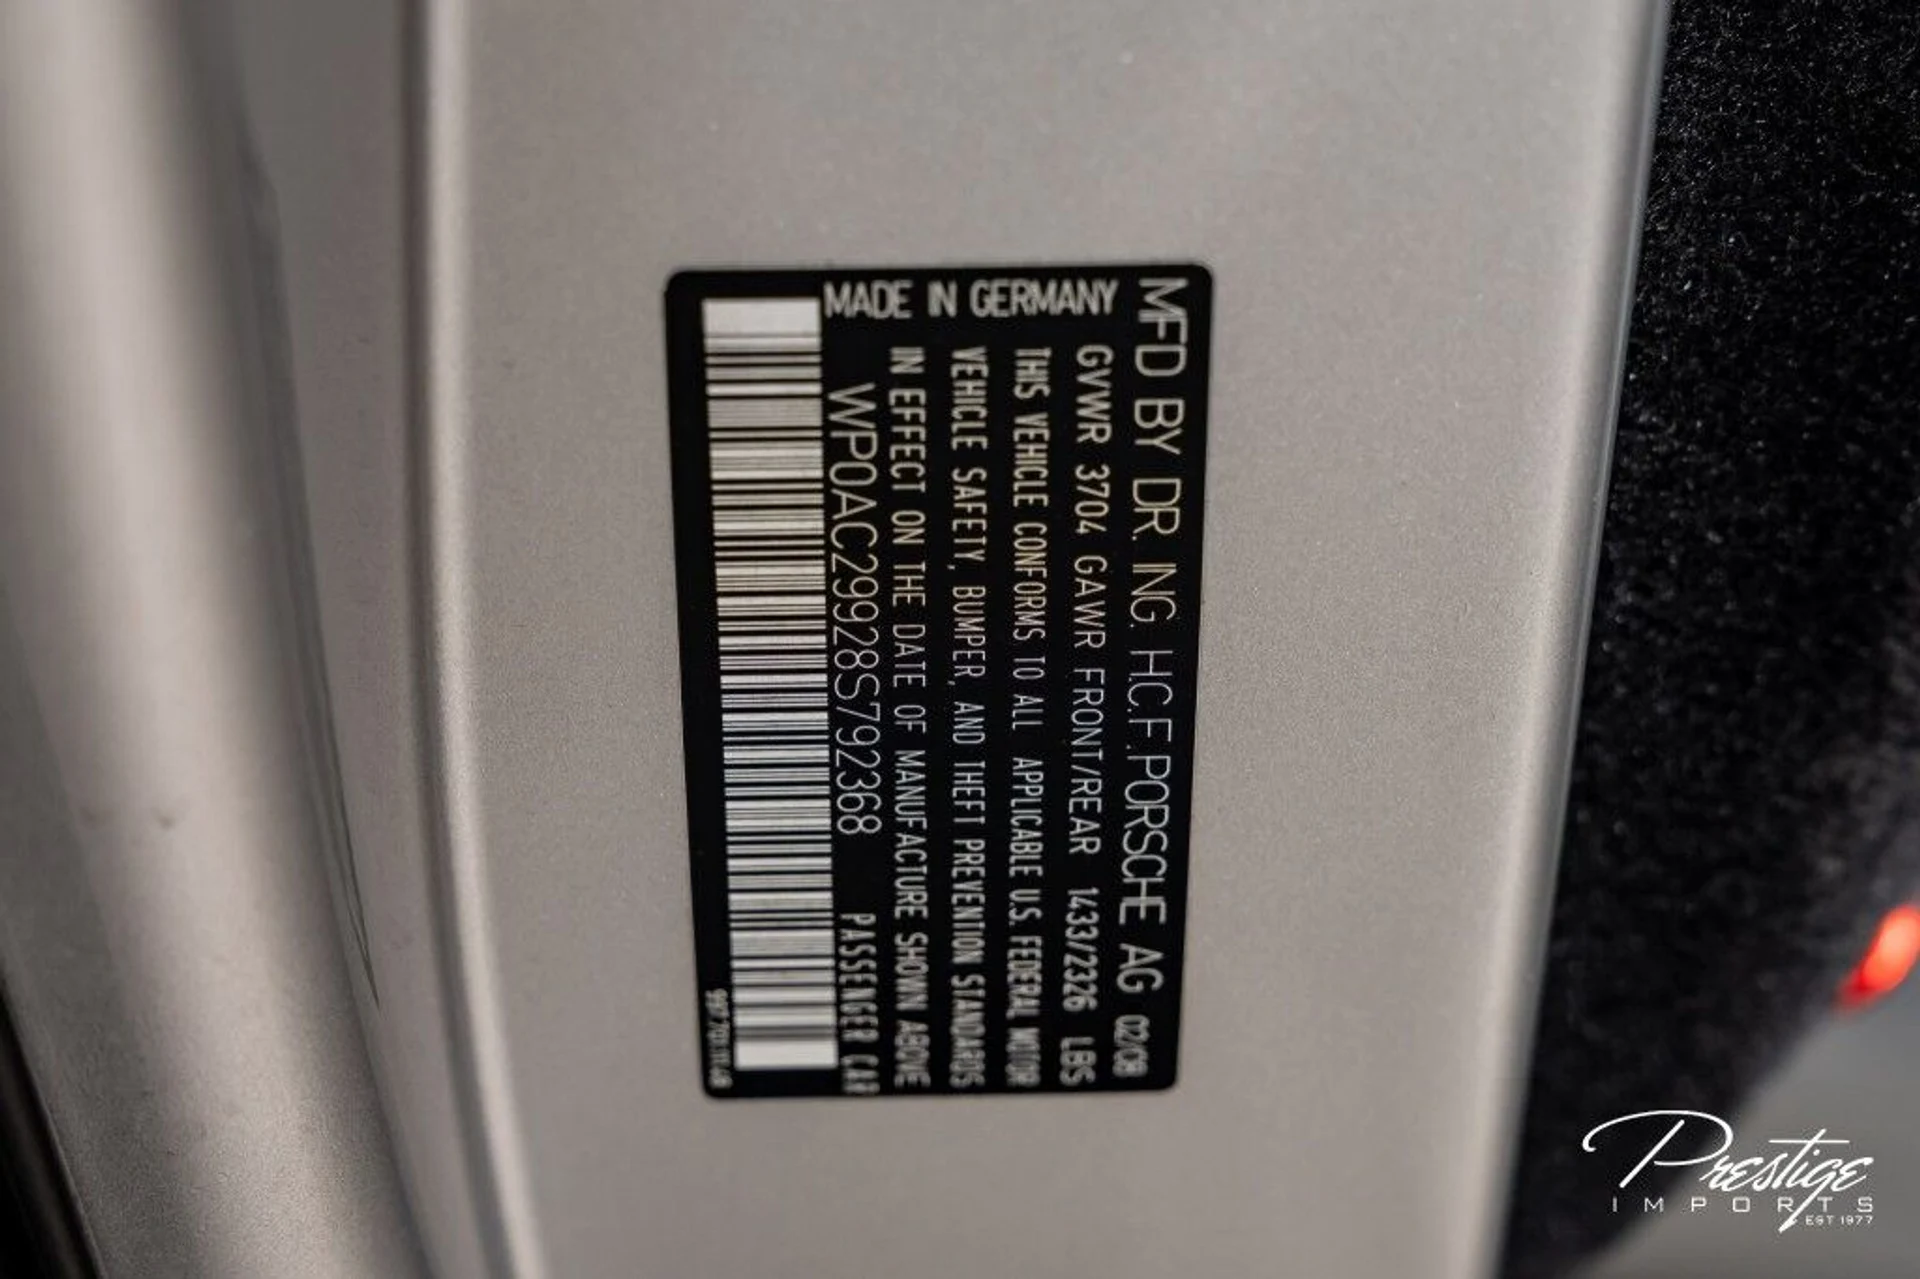 MFD BY DR. ING. H.C.F.PORSCHE AG 02/08
GVWR 3704 GAWR FRONT/REAR 1433/2326 LBS
THIS VEHICLE CONFORMS TO ALL APPLICABLE U.S. FEDERAL MOTOR
VEHICLE SAFETY, BUMPER, AND THEFT PREVENTION STANDARDS
IN EFFECT ON THE DATE OF MANUFACTURE SHOWN ABOVE
WP0AC29928S792368 PASSENGER CAR
MADE IN GERMANY
Prestige
IMPORTS
EST 1977